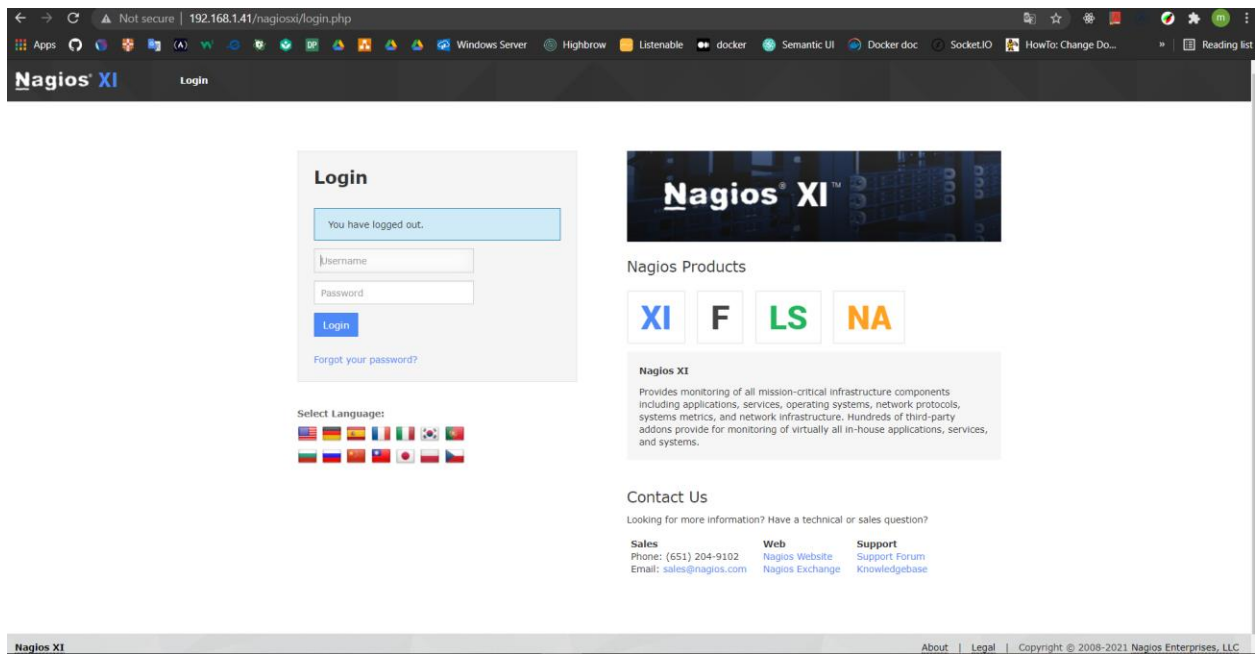 Not secure | 192.168.1.41/nagiosxi/login.php
Apps DP Windows Server Highbrow Listenable docker Semantic UI Docker doc Socket.IO HowTo: Change Do... » Reading list
Nagios® XI Login
Login
You have logged out.
Username
Password
Login
Forgot your password?
Select Language:
Nagios® XI™
Nagios Products
XI F LS NA
Nagios XI
Provides monitoring of all mission-critical infrastructure components
including applications, services, operating systems, network protocols,
systems metrics, and network infrastructure. Hundreds of third-party
addons provide for monitoring of virtually all in-house applications, services,
and systems.
Contact Us
Looking for more information? Have a technical or sales question?
Sales Web Support
Phone: (651) 204-9102 Nagios Website Support Forum
Email: sales@nagios.com Nagios Exchange Knowledgebase
Nagios XI About | Legal | Copyright © 2008-2021 Nagios Enterprises, LLC